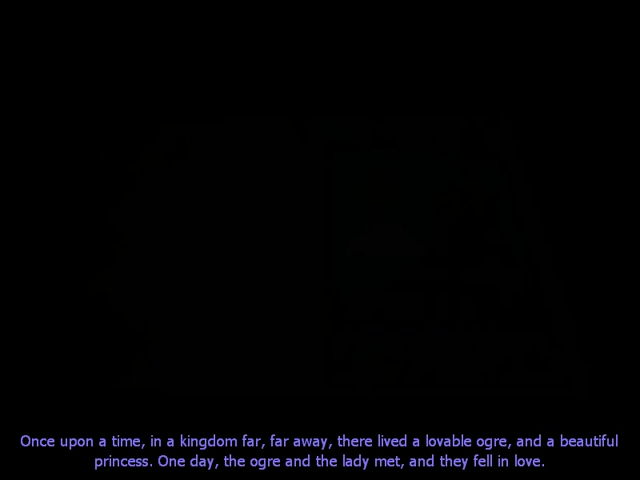 Once upon a time, in a kingdom far, far away, there lived a lovable ogre, and a beautiful
princess. One day, the ogre and the lady met, and they fell in love.